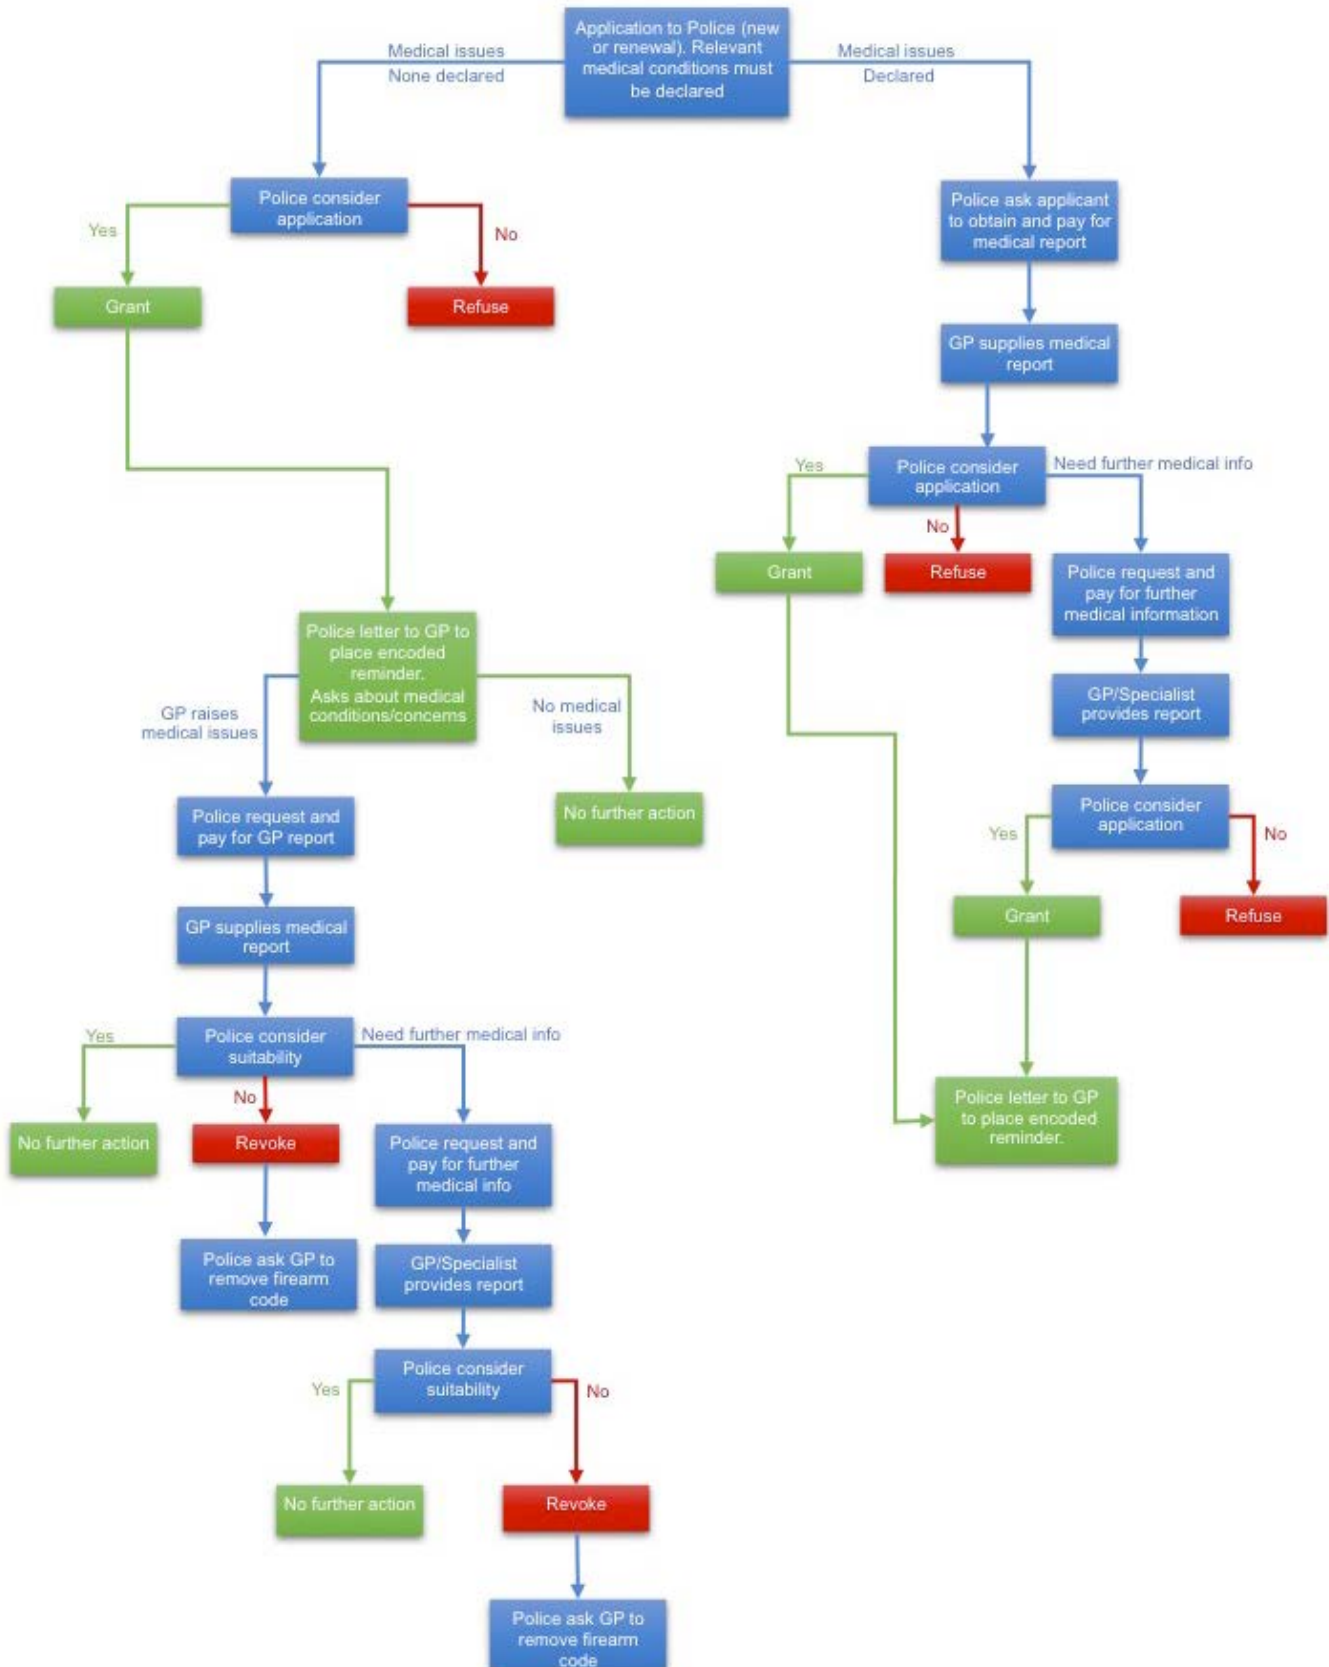 Application to Police (new
or renewal). Relevant
medical conditions must
be declared
Medical issues
None declared
Medical issues
Declared
Police consider
application
Yes
No
Grant
Refuse
Police ask applicant
to obtain and pay for
medical report
GP supplies medical
report
Police consider
application
Yes
Need further medical info
No
Grant
Refuse
Police request and
pay for further
medical information
GP/Specialist
provides report
Police consider
application
Yes
No
Grant
Refuse
Police letter to GP
to place encoded
reminder.
Police letter to GP to
place encoded
reminder.
Asks about medical
conditions/concerns
GP raises
medical issues
No medical
issues
No further action
Police request and
pay for GP report
GP supplies medical
report
Police consider
suitability
Yes
Need further medical info
No
No further action
Revoke
Police ask GP to
remove firearm
code
Police request and
pay for further
medical info
GP/Specialist
provides report
Police consider
suitability
Yes
No
No further action
Revoke
Police ask GP to
remove firearm
code